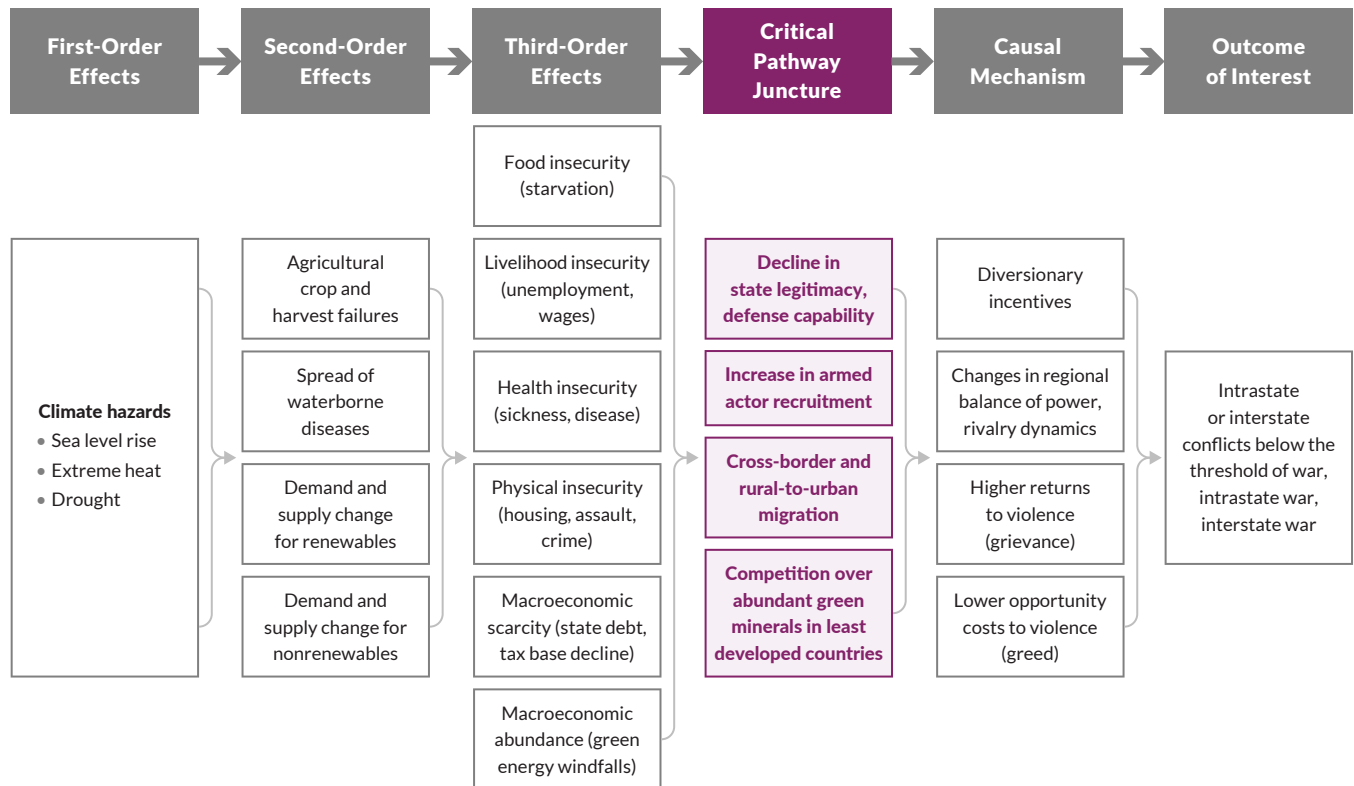 First-Order
Effects
Second-Order
Effects
Third-Order
Effects
Critical
Pathway
Juncture
Causal
Mechanism
Outcome
of Interest
Climate hazards
• Sea level rise
• Extreme heat
• Drought
Agricultural
crop and
harvest failures
Spread of
waterborne
diseases
Demand and
supply change
for renewables
Demand and
supply change for
nonrenewables
Food insecurity
(starvation)
Livelihood insecurity
(unemployment,
wages)
Health insecurity
(sickness, disease)
Physical insecurity
(housing, assault,
crime)
Macroeconomic
scarcity (state debt,
tax base decline)
Macroeconomic
abundance (green
energy windfalls)
Decline in
state legitimacy,
defense capability
Increase in armed
actor recruitment
Cross-border and
rural-to-urban
migration
Competition over
abundant green
minerals in least
developed countries
Diversionary
incentives
Changes in regional
balance of power,
rivalry dynamics
Higher returns
to violence
(grievance)
Lower opportunity
costs to violence
(greed)
Intrastate
or interstate
conflicts below the
threshold of war,
intrastate war,
interstate war